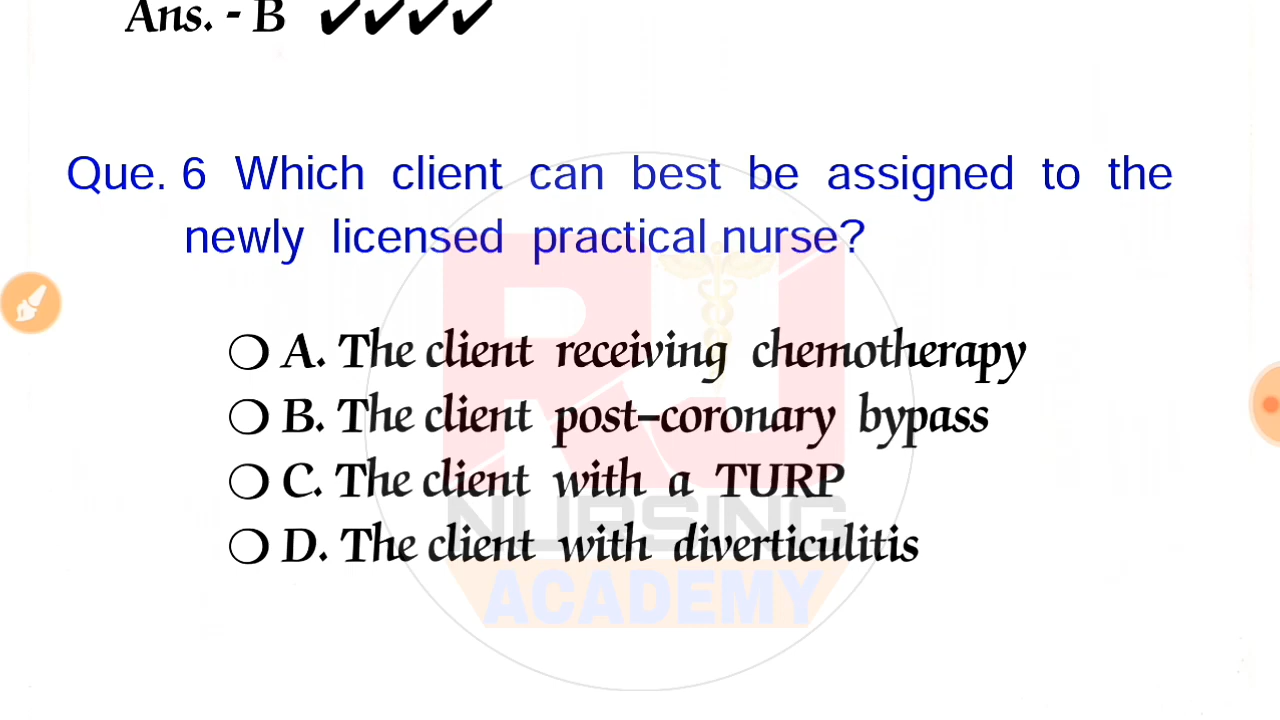 Ans. - B ✔✔✔✔
Que. 6 Which client can best be assigned to the
newly licensed practical nurse?
A. The client receiving chemotherapy
B. The client post–coronary bypass
C. The client with a TURP
D. The client with diverticulitis
RJ
NURSING
ACADEMY